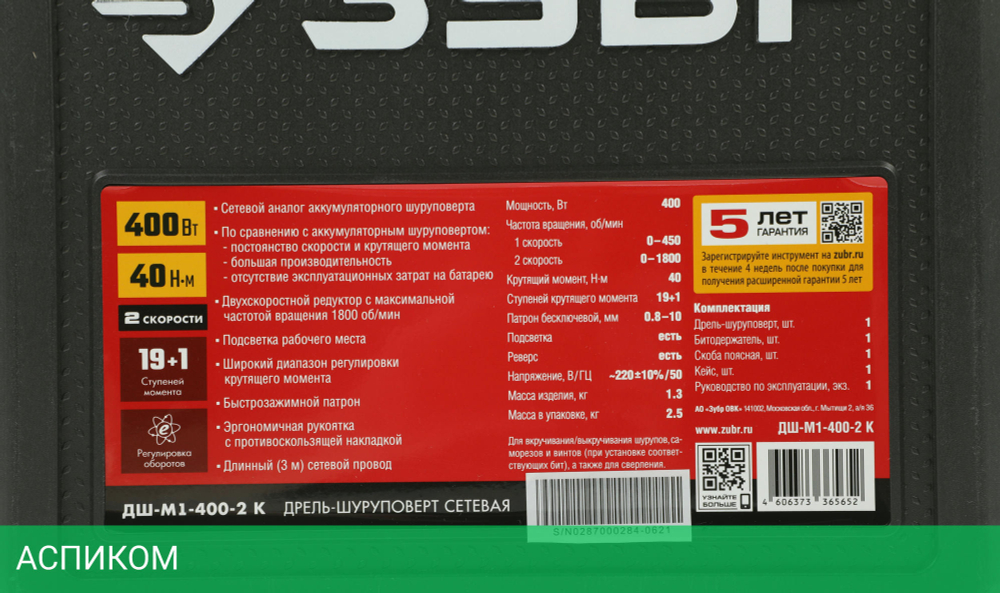 ЗУБР
400 Вт
40 Н·м
2 СКОРОСТИ
19+1
Ступеней
момента
e
Регулировка
оборотов
▪ Сетевой аналог аккумуляторного шуруповерта
▪ По сравнению с аккумуляторным шуруповертом:
- постоянство скорости и крутящего момента
- большая производительность
- отсутствие эксплуатационных затрат на батарею
▪ Двухскоростной редуктор с максимальной
частотой вращения 1800 об/мин
▪ Подсветка рабочего места
▪ Широкий диапазон регулировки
крутящего момента
▪ Быстрозажимной патрон
▪ Эргономичная рукоятка
с противоскользящей накладкой
▪ Длинный (3 м) сетевой провод
Мощность, Вт 400
Частота вращения, об/мин
1 скорость 0–450
2 скорость 0–1800
Крутящий момент, Н·м 40
Ступеней крутящего момента 19+1
Патрон бесключевой, мм 0.8–10
Подсветка есть
Реверс есть
Напряжение, В/ГЦ ~220±10%/50
Масса изделия, кг 1.3
Масса в упаковке, кг 2.5
Для вкручивания/выкручивания шурупов, са-
морезов и винтов (при установке соответ-
ствующих бит), а также для сверления.
5 ЛЕТ
ГАРАНТИЯ
Зарегистрируйте инструмент на zubr.ru
в течение 4 недель после покупки для
получения расширенной гарантии 5 лет
Комплектация
Дрель-шуруповерт, шт. 1
Битодержатель, шт. 1
Скоба поясная, шт. 1
Кейс, шт. 1
Руководство по эксплуатации, экз. 1
АО «Зубр ОВК» 141002, Московская обл., г. Мытищи 2, а/я 36
www.zubr.ru ДШ-М1-400-2 К
УЗНАЙТЕ
БОЛЬШЕ
4 606373 365652
ДШ-М1-400-2 К ДРЕЛЬ-ШУРУПОВЕРТ СЕТЕВАЯ
S/N0287000284-0621
АСПИКОМ